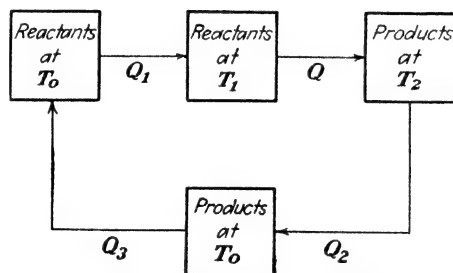 Reactants
at
T₀
Q₁
Reactants
at
T₁
Q
Products
at
T₂
Q₃
Products
at
T₀
Q₂